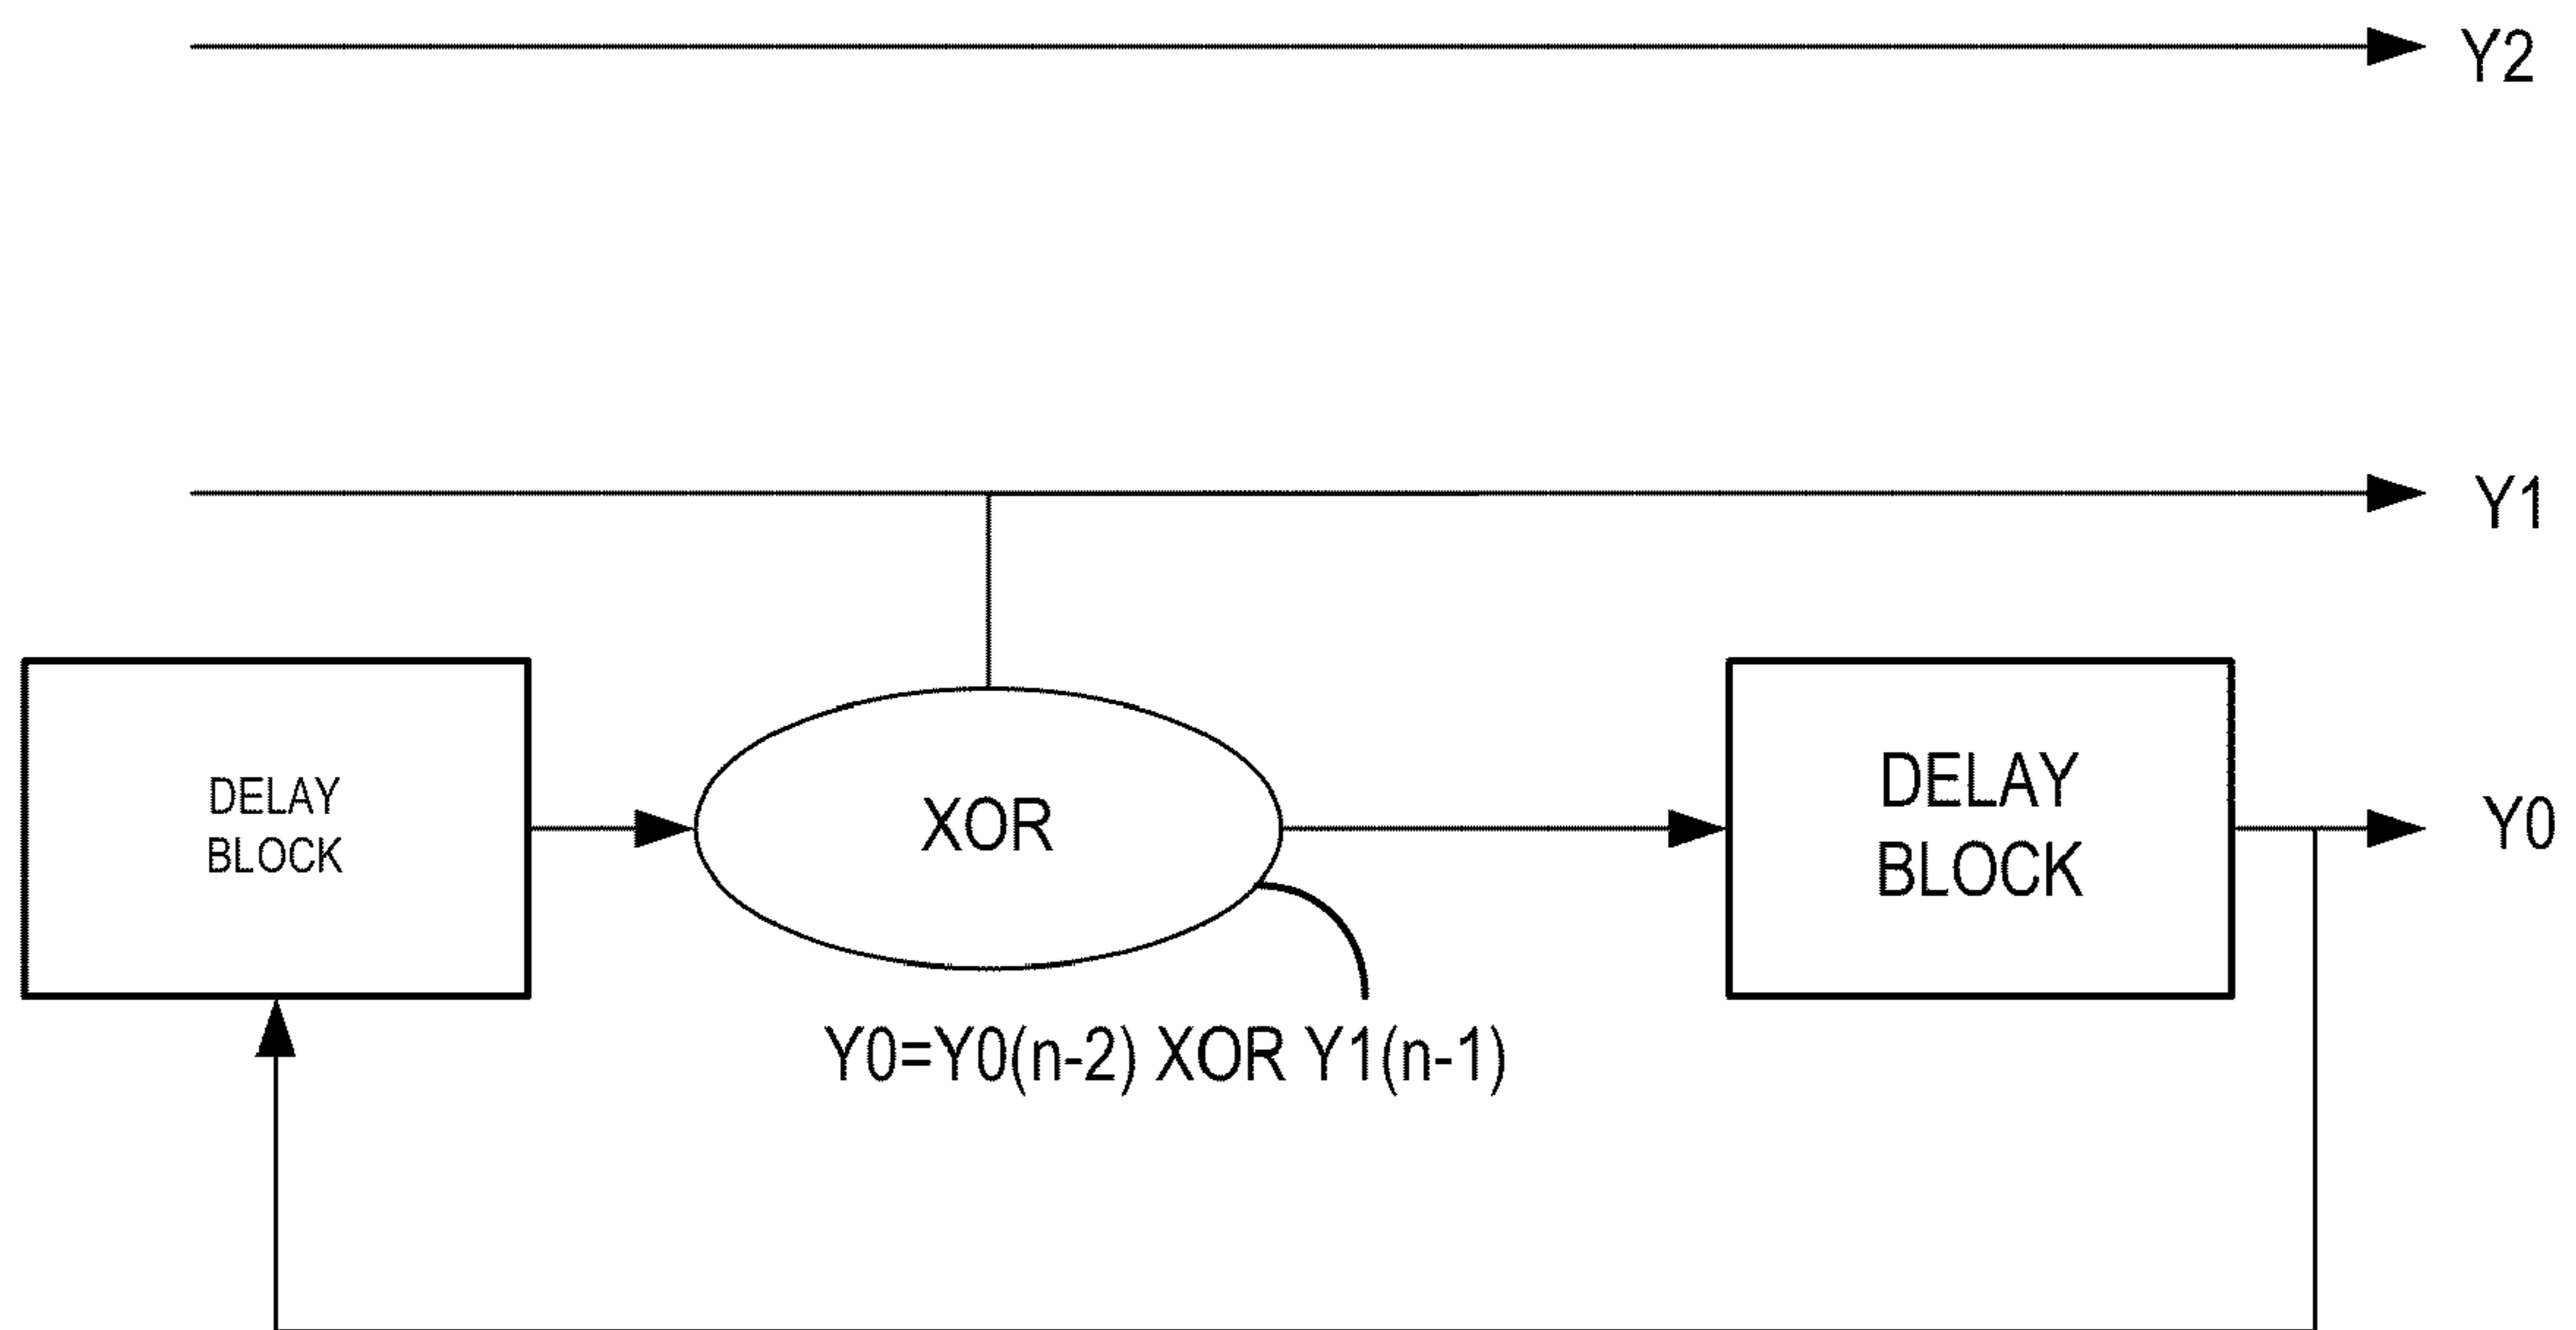 Y2
Y1
DELAY
BLOCK
XOR
DELAY
BLOCK
Y0
Y0=Y0(n-2) XOR Y1(n-1)